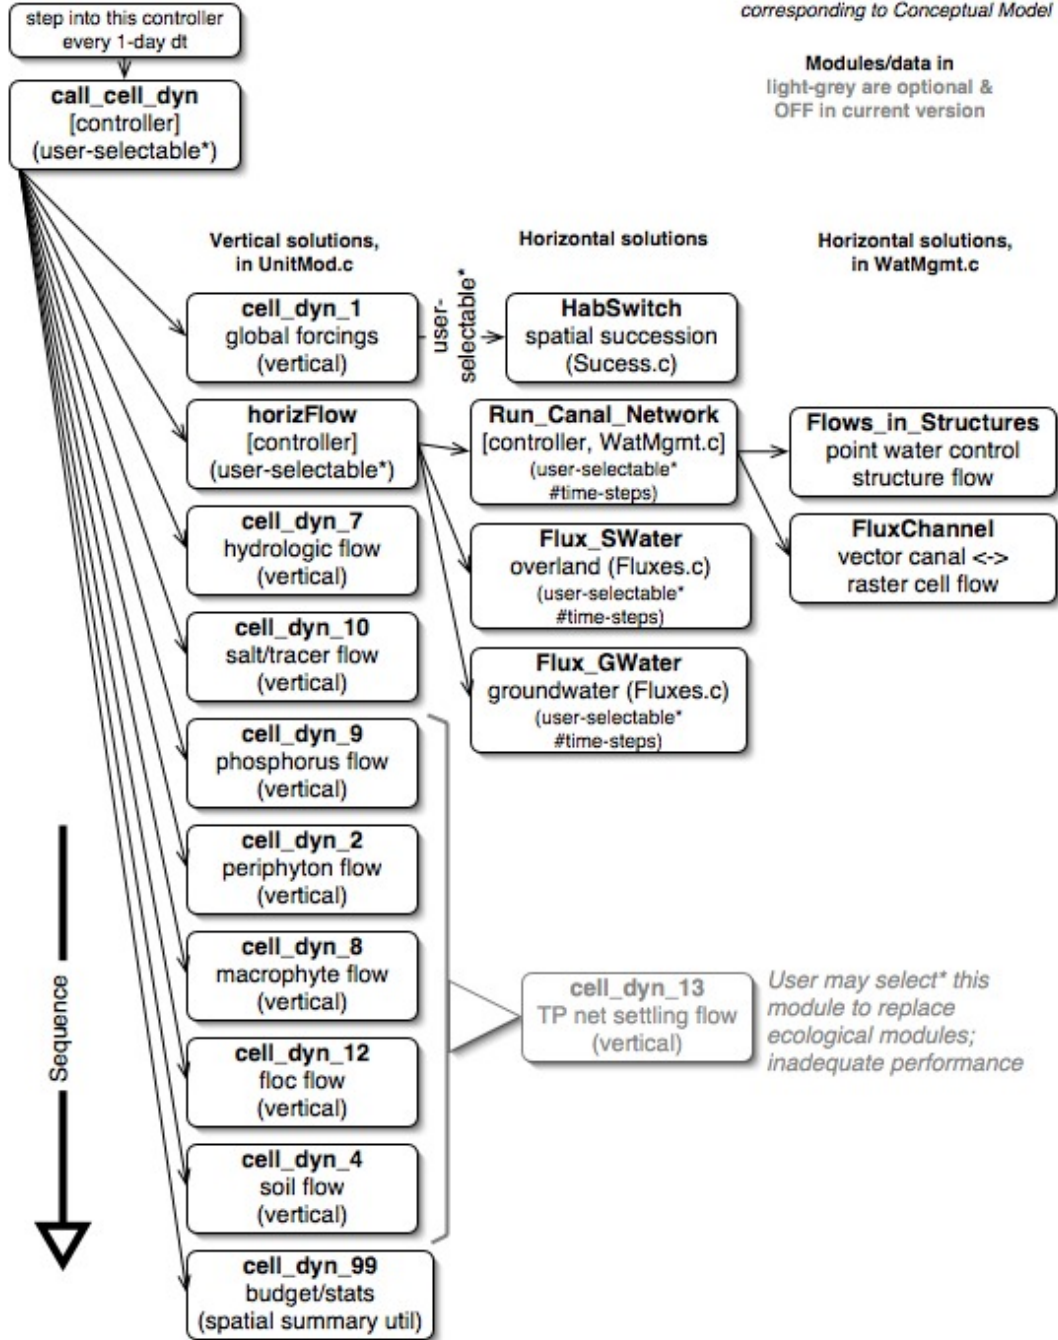 step into this controller
every 1-day dt
corresponding to Conceptual Model
Modules/data in
light-grey are optional &
OFF in current version
call_cell_dyn
[controller]
(user-selectable*)
Vertical solutions,
in UnitMod.c
Horizontal solutions
Horizontal solutions,
in WatMgmt.c
cell_dyn_1
global forcings
(vertical)
user-
selectable*
HabSwitch
spatial succession
(Sucess.c)
horizFlow
[controller]
(user-selectable*)
Run_Canal_Network
[controller, WatMgmt.c]
(user-selectable*
#time-steps)
Flows_in_Structures
point water control
structure flow
cell_dyn_7
hydrologic flow
(vertical)
Flux_SWater
overland (Fluxes.c)
(user-selectable*
#time-steps)
FluxChannel
vector canal <->
raster cell flow
cell_dyn_10
salt/tracer flow
(vertical)
Flux_GWater
groundwater (Fluxes.c)
(user-selectable*
#time-steps)
cell_dyn_9
phosphorus flow
(vertical)
cell_dyn_2
periphyton flow
(vertical)
cell_dyn_8
macrophyte flow
(vertical)
cell_dyn_13
TP net settling flow
(vertical)
User may select* this
module to replace
ecological modules;
inadequate performance
Sequence
cell_dyn_12
floc flow
(vertical)
cell_dyn_4
soil flow
(vertical)
cell_dyn_99
budget/stats
(spatial summary util)